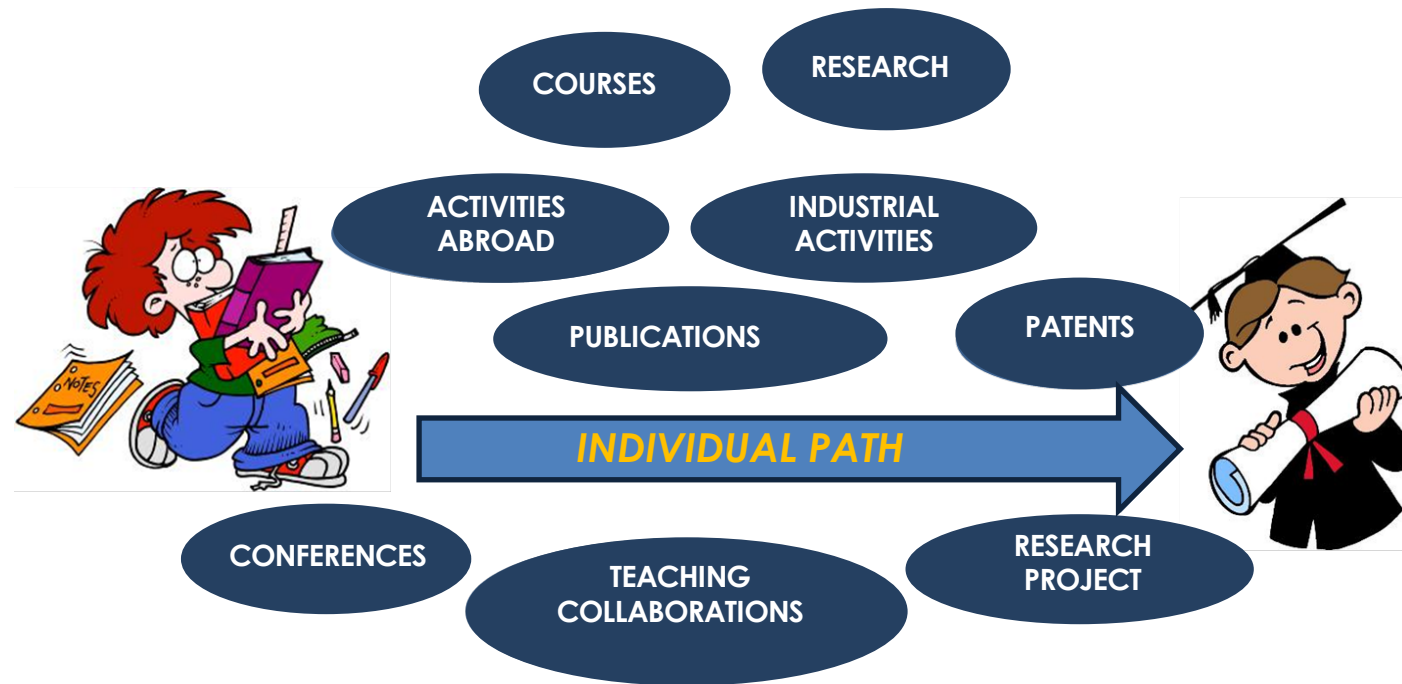 COURSES
RESEARCH
ACTIVITIES
ABROAD
INDUSTRIAL
ACTIVITIES
PUBLICATIONS
PATENTS
NOTES
INDIVIDUAL PATH
CONFERENCES
TEACHING
COLLABORATIONS
RESEARCH
PROJECT